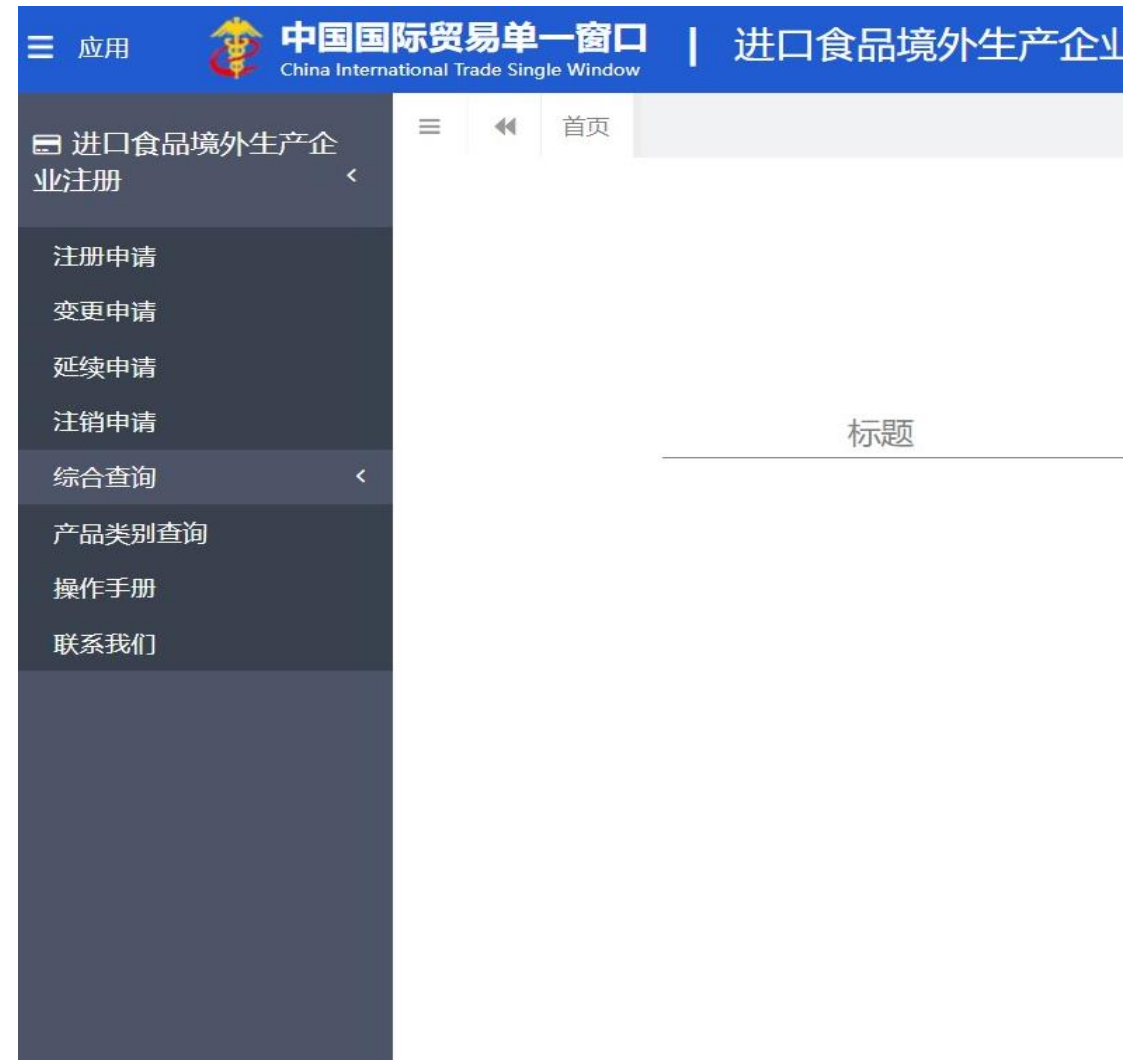 应用
中国国际贸易单一窗口
China International Trade Single Window
| 进口食品境外生产企业
进口食品境外生产企
业注册
首页
注册申请
变更申请
延续申请
注销申请
标题
综合查询
产品类别查询
操作手册
联系我们